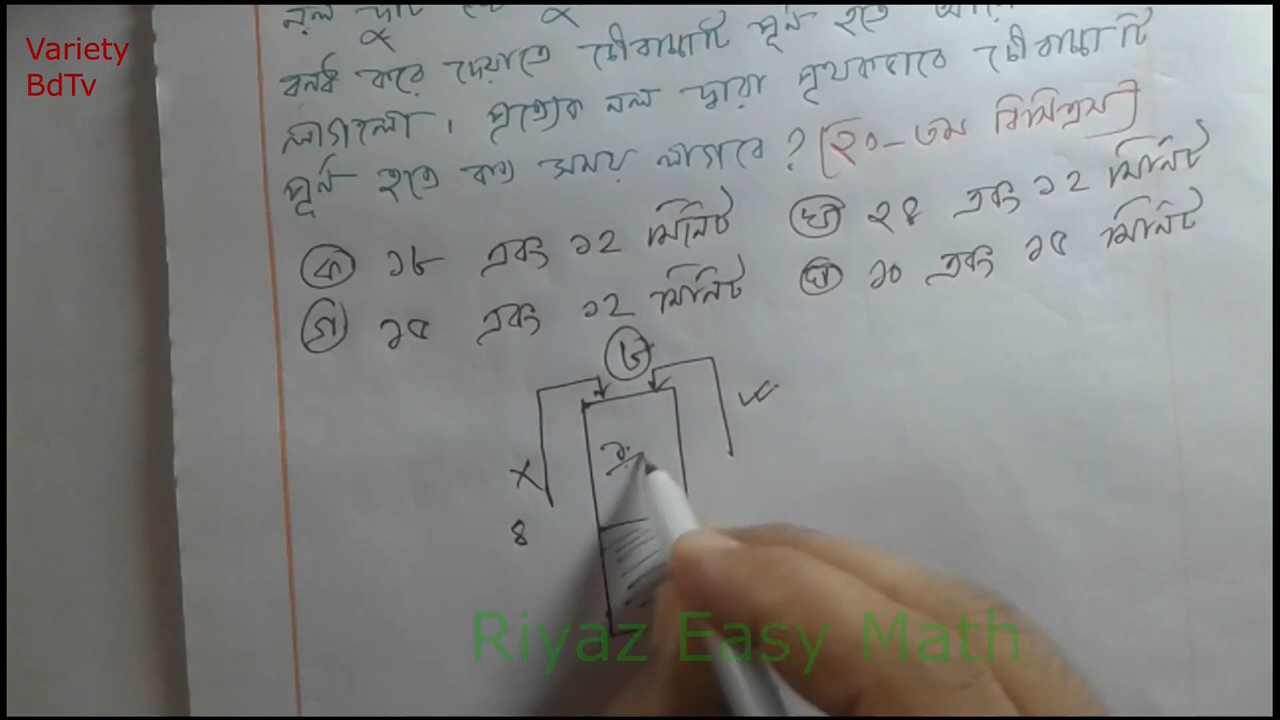 Variety
BdTv
নল
বন্ধ করে দেয়াতে চৌবাচ্চাটি পূর্ন হতে
লাগলো। প্রত্যেক নল দ্বারা পৃথকভাবে চৌবাচ্চাটি
পূর্ন হতে কত সময় লাগবে? [২০-তম বিসিএস]
ক ১৮ এবং ১২ মিনিট
২৪ এবং ১২ মিনিট
গ ১৫ এবং ১২ মিনিট
ঘ ১০ এবং ১৫ মিনিট
৪
Riyaz Easy Math